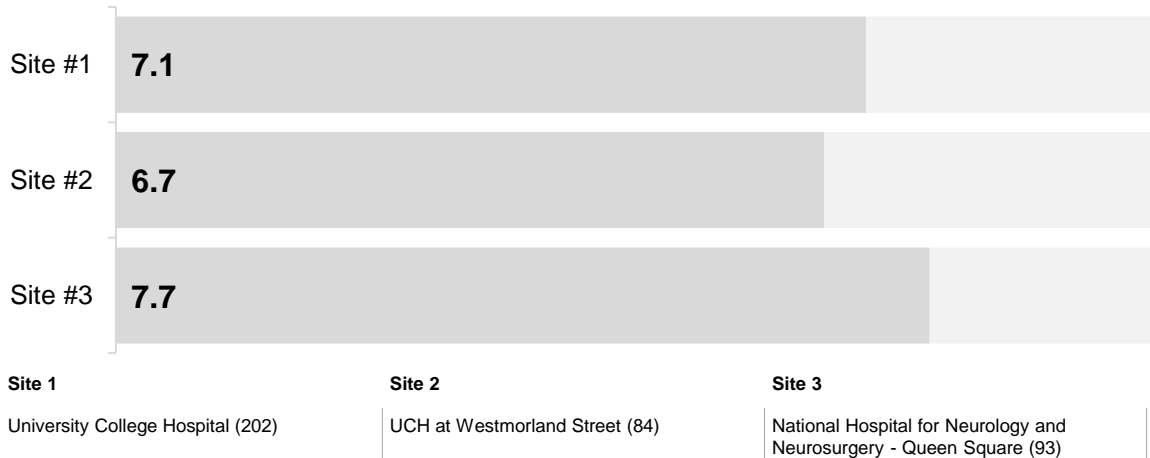 Site #1 7.1
Site #2 6.7
Site #3 7.7
Site 1 Site 2 Site 3
University College Hospital (202) UCH at Westmorland Street (84) National Hospital for Neurology and
Neurosurgery - Queen Square (93)